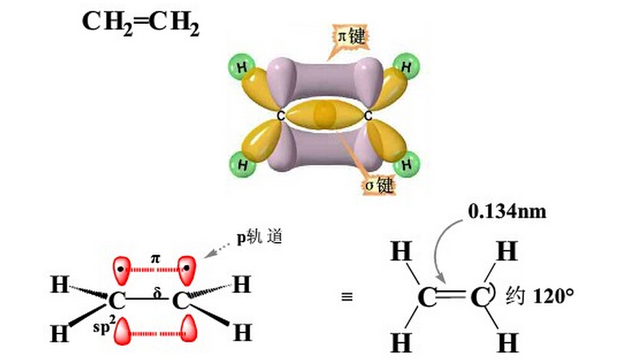 CH₂=CH₂
π键
H H
C C
H H
σ键
0.134nm
p轨道
π
H H
C δ C
sp²
H H
≡
H H
C=C 约 120°
H H